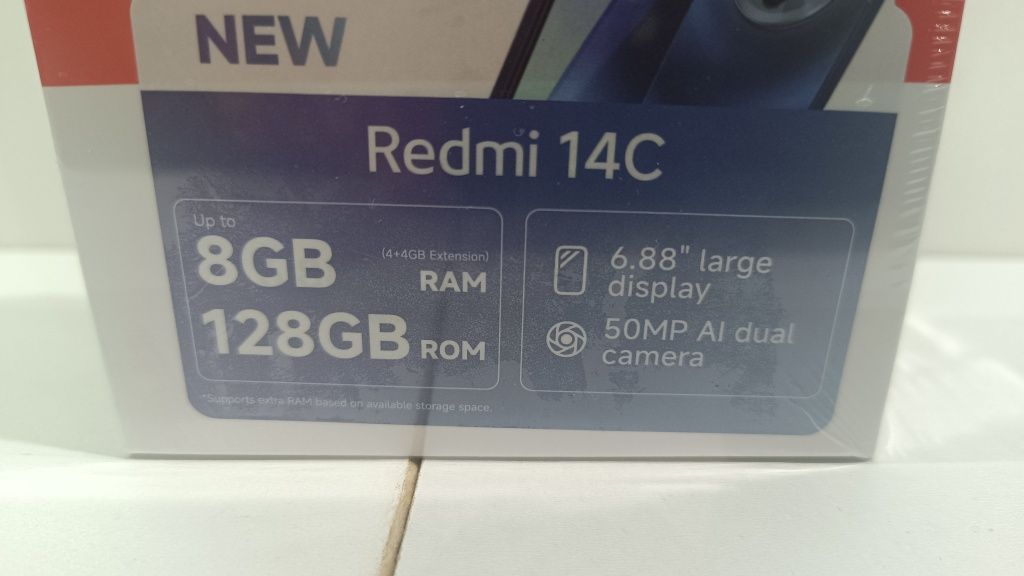 NEW
Redmi 14C
Up to
8GB (4+4GB Extension) RAM
128GB ROM
6.88" large
display
50MP AI dual
camera
*Supports extra RAM based on available storage space.